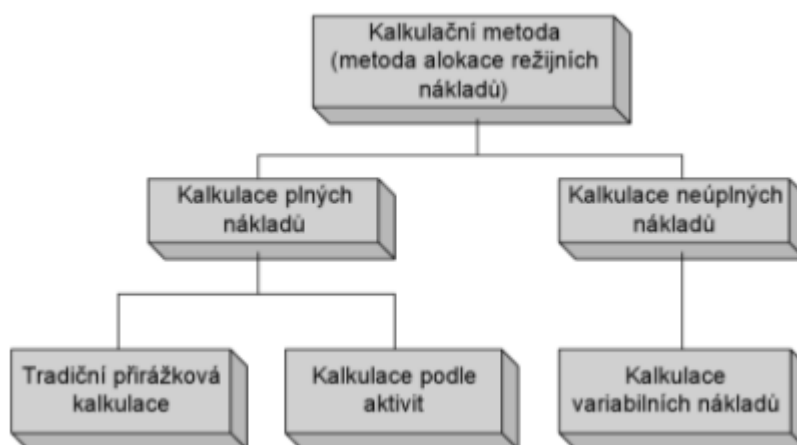 Kalkulační metoda
(metoda alokace režijních
nákladů)
Kalkulace plných
nákladů
Kalkulace neúplných
nákladů
Tradiční přirážková
kalkulace
Kalkulace podle
aktivit
Kalkulace
variabilních nákladů